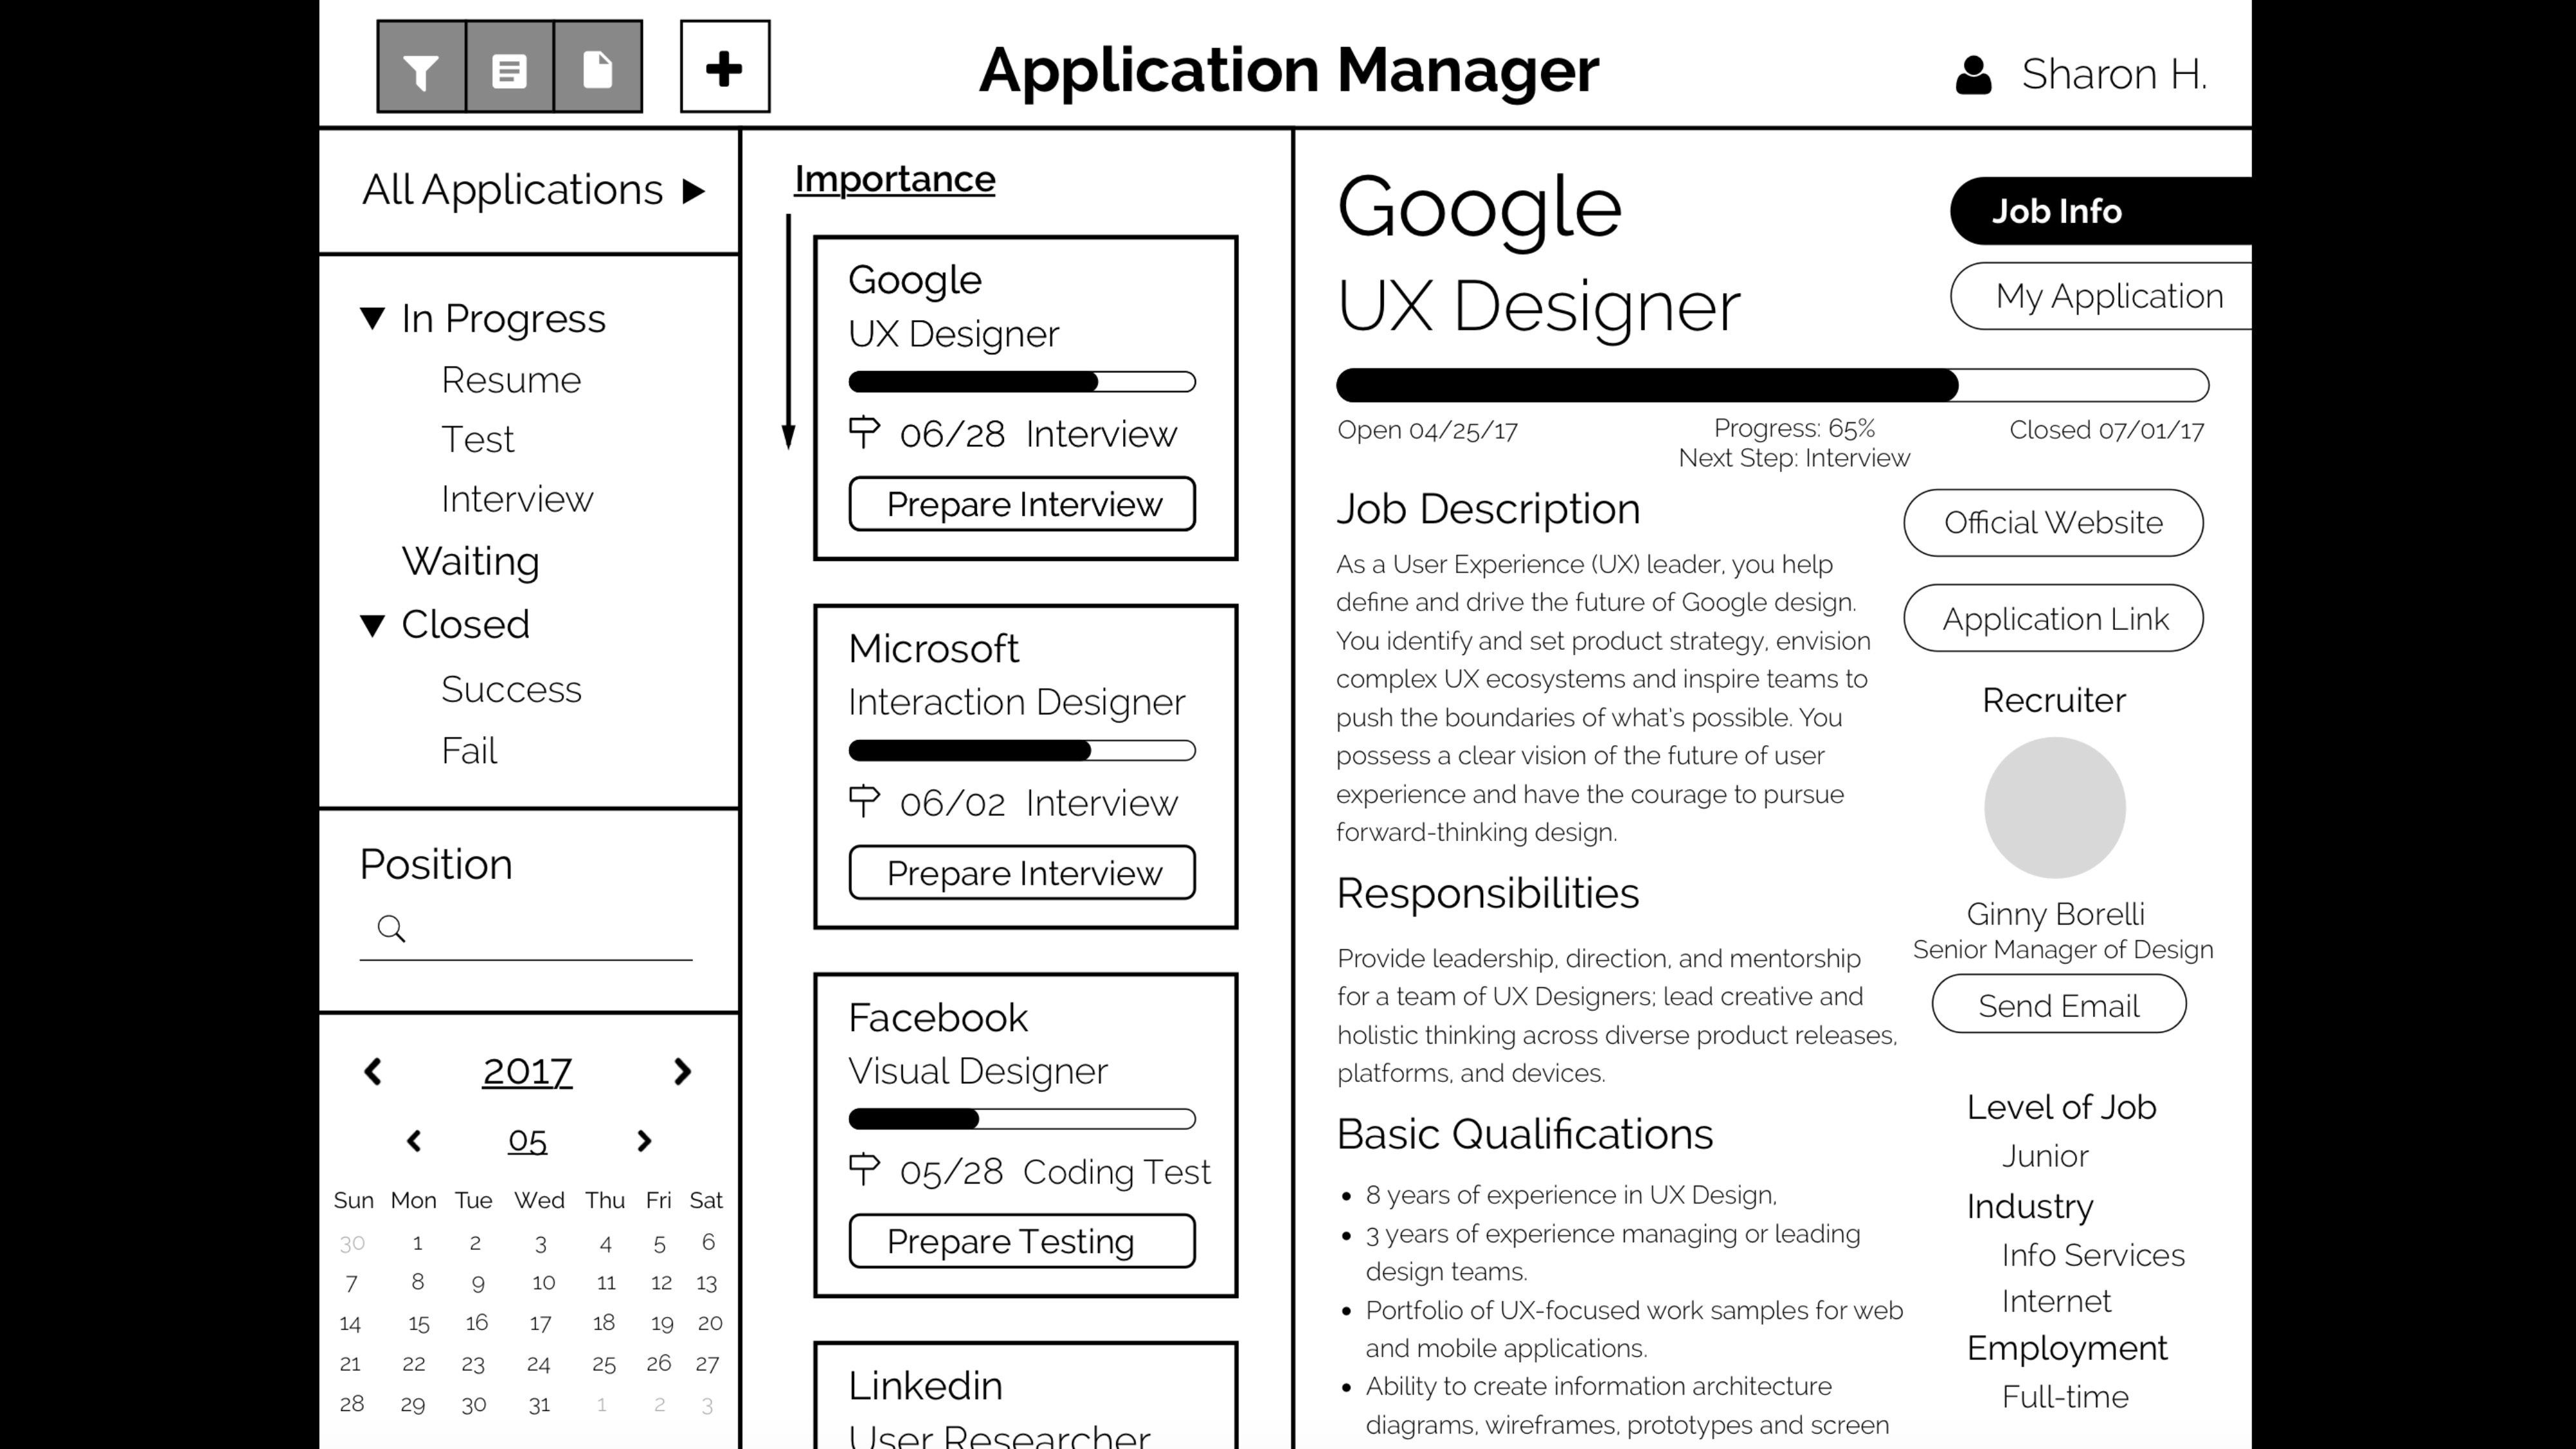 Application Manager
Sharon H.
All Applications
In Progress
Resume
Test
Interview
Waiting
Closed
Success
Fail
Position
2017
05
Sun Mon Tue Wed Thu Fri Sat
30 1 2 3 4 5 6
7 8 9 10 11 12 13
14 15 16 17 18 19 20
21 22 23 24 25 26 27
28 29 30 31 1 2 3
Importance
Google
UX Designer
06/28 Interview
Prepare Interview
Microsoft
Interaction Designer
06/02 Interview
Prepare Interview
Facebook
Visual Designer
05/28 Coding Test
Prepare Testing
Linkedin
User Researcher
Google
UX Designer
Job Info
My Application
Open 04/25/17
Progress: 65%
Next Step: Interview
Closed 07/01/17
Job Description
As a User Experience (UX) leader, you help
define and drive the future of Google design.
You identify and set product strategy, envision
complex UX ecosystems and inspire teams to
push the boundaries of what's possible. You
possess a clear vision of the future of user
experience and have the courage to pursue
forward-thinking design.
Responsibilities
Provide leadership, direction, and mentorship
for a team of UX Designers; lead creative and
holistic thinking across diverse product releases,
platforms, and devices.
Basic Qualifications
• 8 years of experience in UX Design,
• 3 years of experience managing or leading
design teams.
• Portfolio of UX-focused work samples for web
and mobile applications.
• Ability to create information architecture
diagrams, wireframes, prototypes and screen
Official Website
Application Link
Recruiter
Ginny Borelli
Senior Manager of Design
Send Email
Level of Job
Junior
Industry
Info Services
Internet
Employment
Full-time